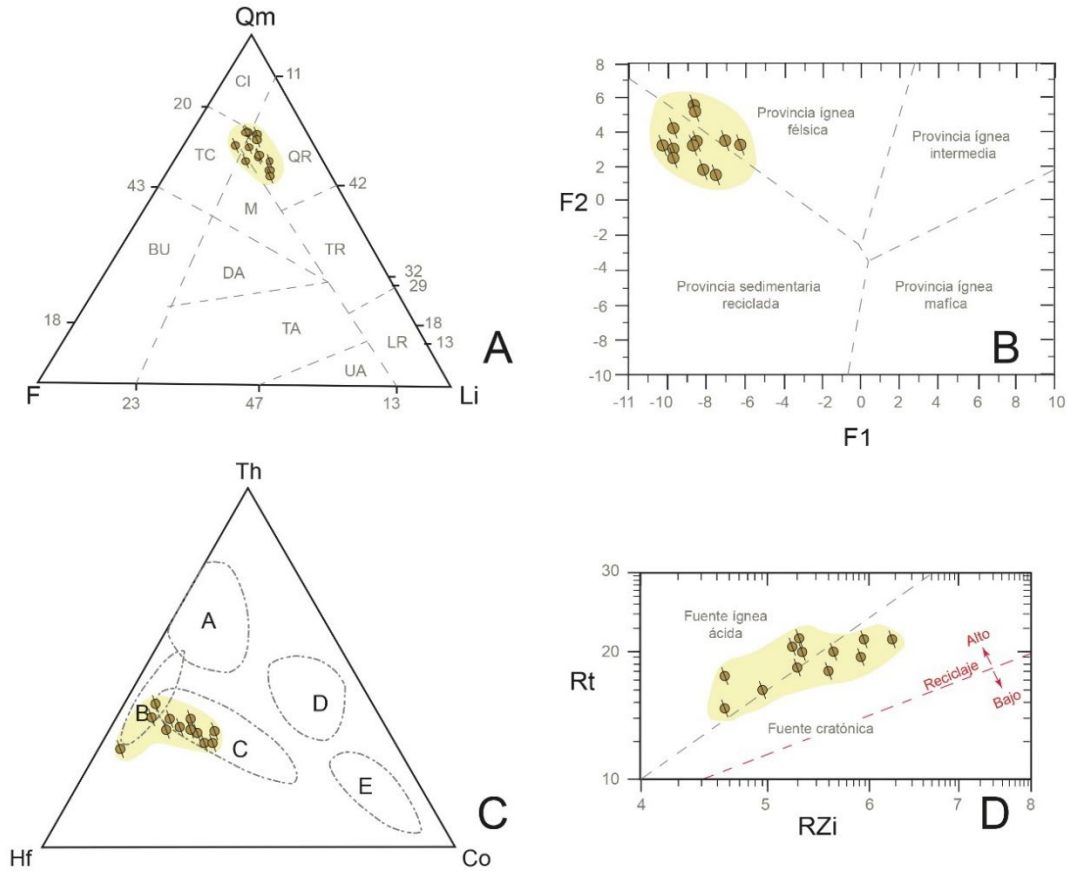 Qm
CI
11
20
TC
QR
43
42
M
BU
TR
DA
32
29
18
18
TA
LR
13
UA
A
F
Li
23
47
13
8
6
4
2
0
-2
-4
-6
-8
-10
F2
Provincia ígnea
félsica
Provincia ígnea
intermedia
Provincia sedimentaria
reciclada
Provincia ígnea
mafíca
B
-11 -10 -8 -6 -4 -2 0 2 4 6 8 10
F1
Th
A
B
D
C
E
C
Hf
Co
30
20
10
Rt
Fuente ígnea
ácida
Fuente cratónica
Alto
Reciclaje
Bajo
D
4 5 6 7 8
RZi